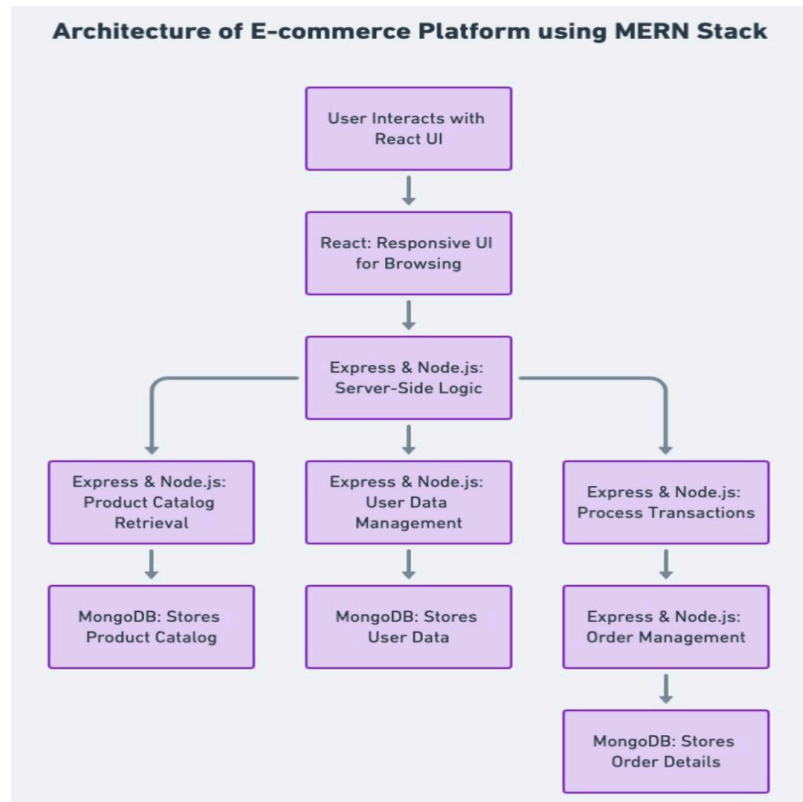 Architecture of E-commerce Platform using MERN Stack
User Interacts with
React UI
React: Responsive UI
for Browsing
Express & Node.js:
Server-Side Logic
Express & Node.js:
Product Catalog
Retrieval
Express & Node.js:
User Data
Management
Express & Node.js:
Process Transactions
MongoDB: Stores
Product Catalog
MongoDB: Stores
User Data
Express & Node.js:
Order Management
MongoDB: Stores
Order Details